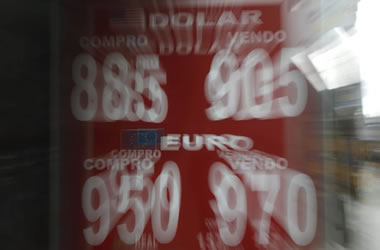 DOLAR
COMPRO VENDO
885 905
EURO
COMPRO VENDO
950 970